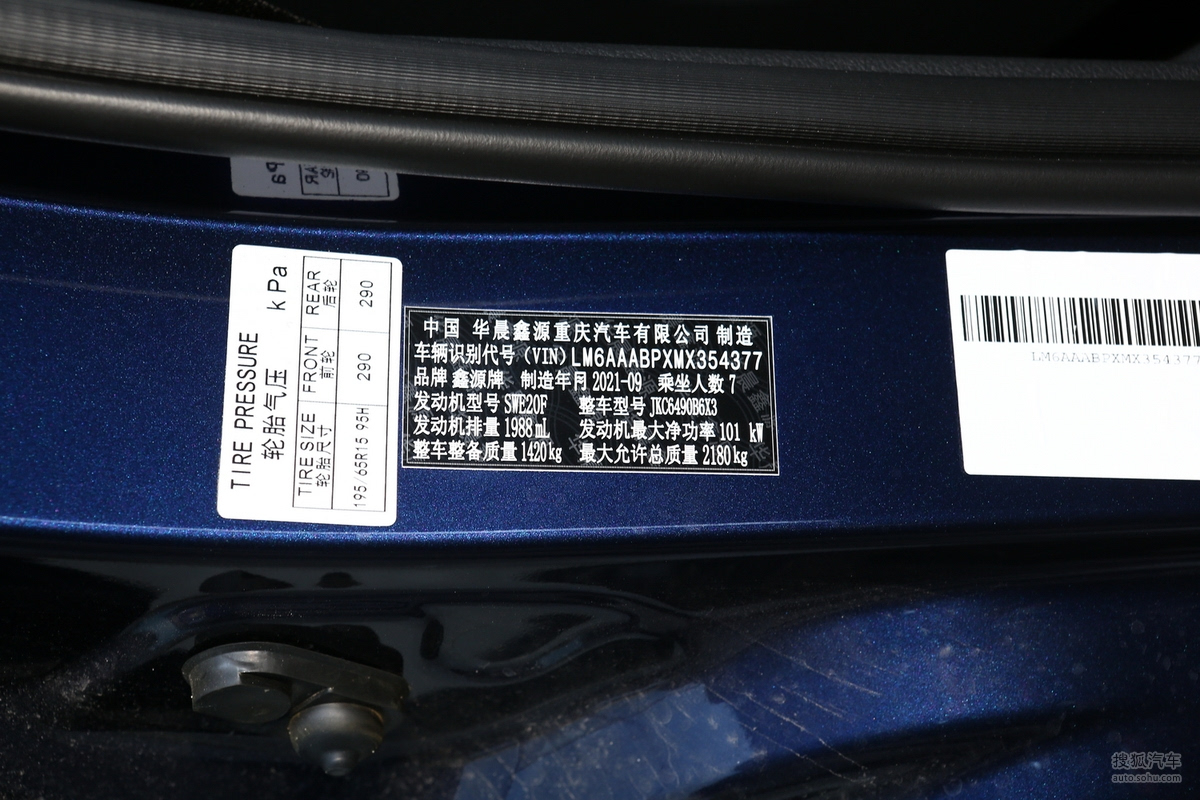 TIRE PRESSURE kPa
轮胎气压
TIRE SIZE FRONT REAR
轮胎尺寸 前轮 后轮
195/65R15 95H 290 290
中国 华晨鑫源重庆汽车有限公司 制造
车辆识别代号(VIN)LM6AAABPXMX354377
品牌 鑫源牌 制造年月 2021-09 乘坐人数 7
发动机型号 SWE20F 整车型号 JKC6490B6X3
发动机排量 1988mL 发动机最大净功率 101 kW
整车整备质量 1420kg 最大允许总质量 2180kg
LM6AAABPXMX354377
搜狐汽车
auto.sohu.com